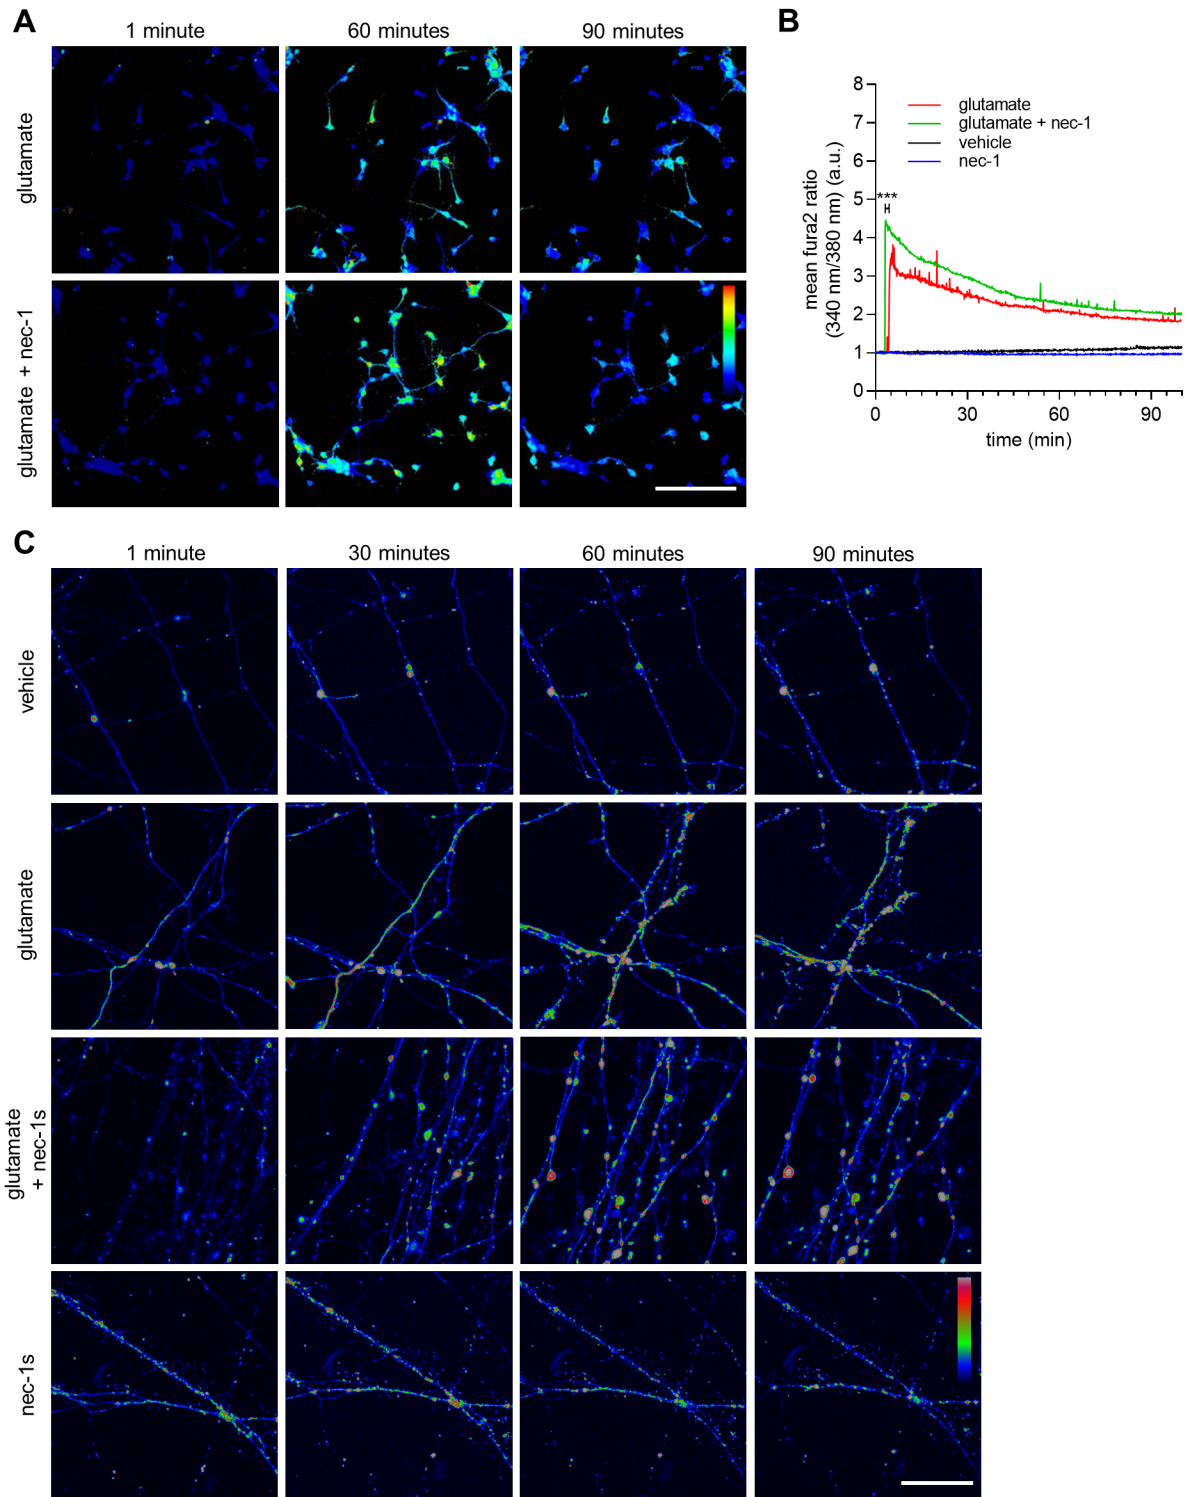 A
1 minute
60 minutes
90 minutes
glutamate
glutamate + nec-1
B
mean fura2 ratio
(340 nm/380 nm) (a.u.)
8
7
6
5
4
3
2
1
0
glutamate
glutamate + nec-1
vehicle
nec-1
***
0
30
60
90
time (min)
C
1 minute
30 minutes
60 minutes
90 minutes
vehicle
glutamate
glutamate
+ nec-1s
nec-1s